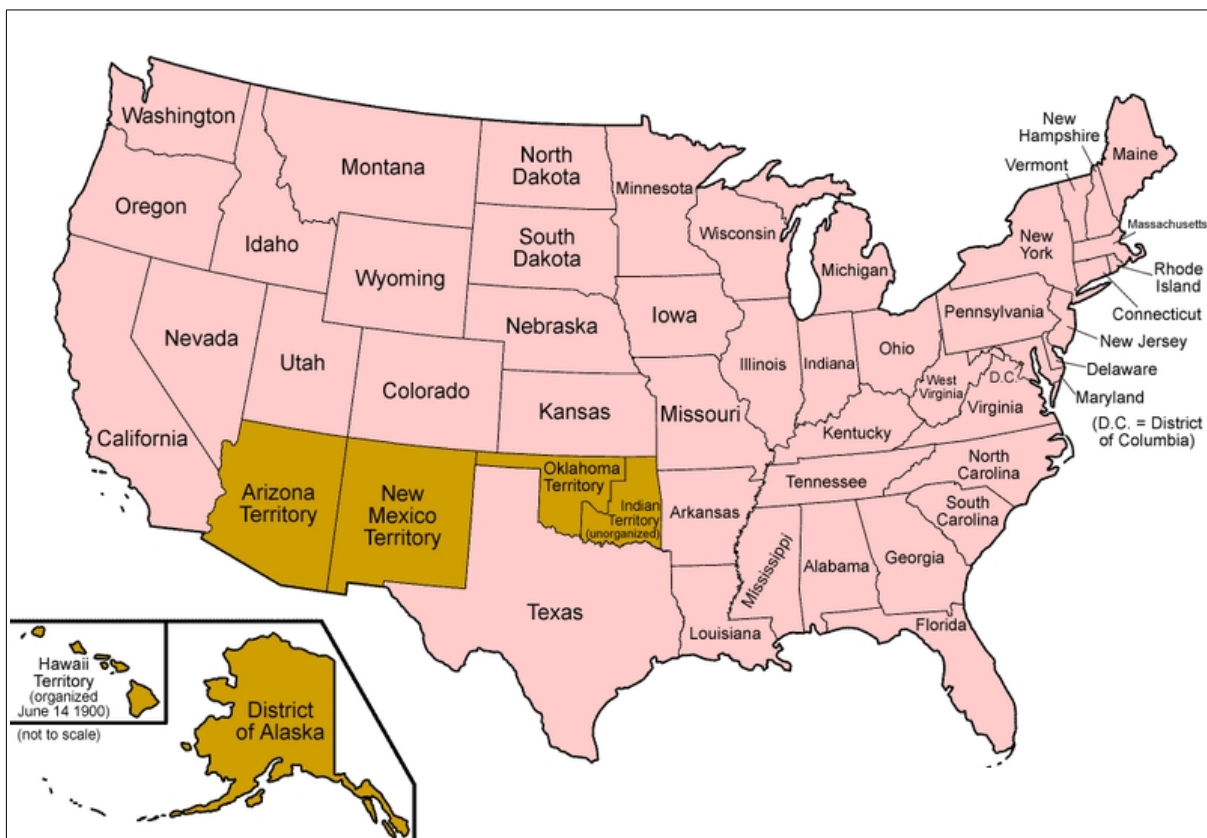 Washington
Montana
North
Dakota
Minnesota
New
Hampshire
Vermont
Maine
Oregon
Idaho
Wyoming
South
Dakota
Wisconsin
Michigan
New
York
Massachusetts
Rhode
Island
Connecticut
Nevada
Utah
Colorado
Nebraska
Iowa
Illinois
Indiana
Ohio
Pennsylvania
New Jersey
Delaware
Maryland
(D.C. = District
of Columbia)
California
Kansas
Missouri
Kentucky
West
Virginia
D.C.
Virginia
Arizona
Territory
New
Mexico
Territory
Oklahoma
Territory
Indian
Territory
(unorganized)
Arkansas
Tennessee
North
Carolina
South
Carolina
Texas
Louisiana
Mississippi
Alabama
Georgia
Florida
Hawaii
Territory
(organized
June 14 1900)
(not to scale)
District
of Alaska